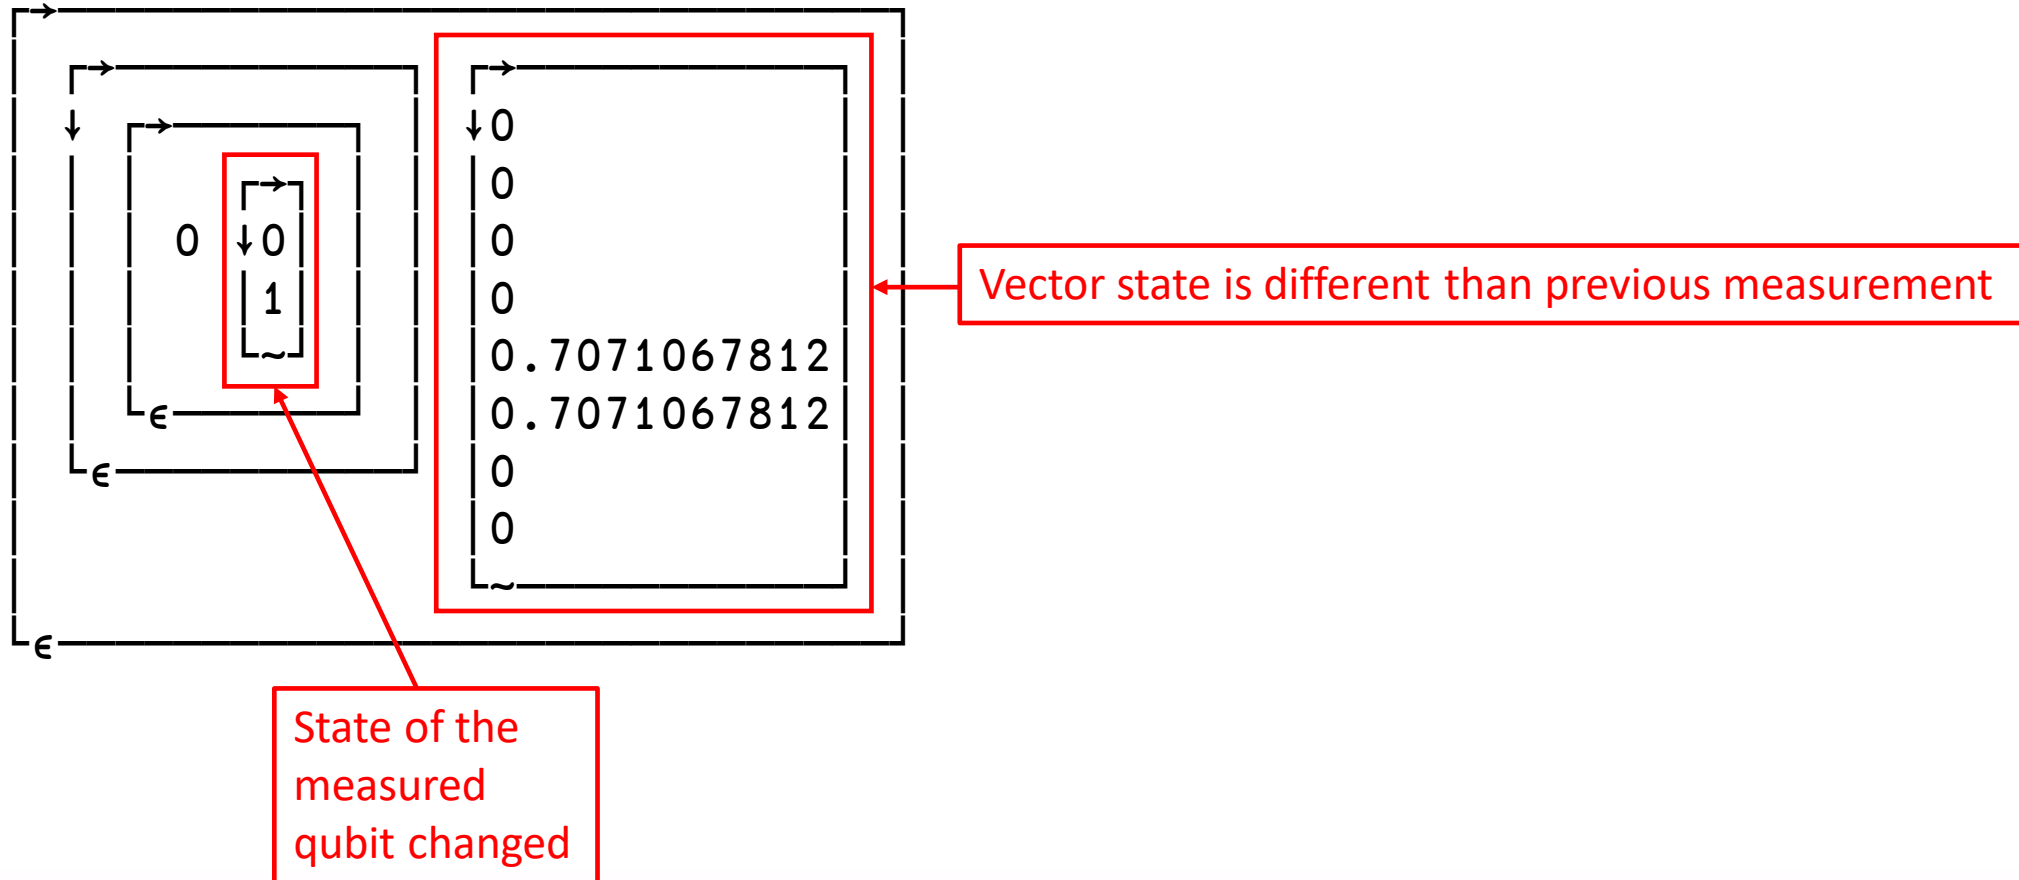 0
0
0
0 0 0
1 0
0.7071067812
0.7071067812
0
0
Vector state is different than previous measurement
State of the
measured
qubit changed